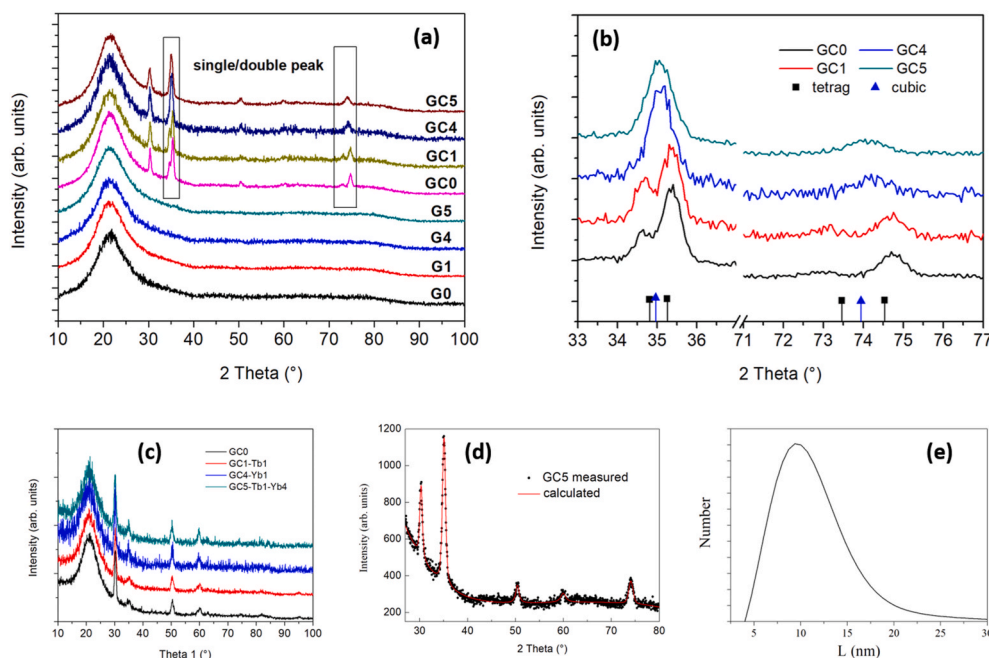 (a)
single/double peak
GC5
GC4
GC1
GC0
G5
G4
G1
G0
Intensity (arb. units)
10 20 30 40 50 60 70 80 90 100
2 Theta (°)
(b)
GC0 GC4
GC1 GC5
tetrag cubic
Intensity (arb. units)
33 34 35 36 71 72 73 74 75 76 77
2 Theta (°)
(c)
GC0
GC1-Tb1
GC4-Yb1
GC5-Tb1-Yb4
Intensity (arb. units)
10 20 30 40 50 60 70 80 90 100
Theta 1 (°)
(d)
GC5 measured
calculated
Intensity (arb. units)
1200
1000
800
600
400
200
30 40 50 60 70 80
2 Theta (°)
(e)
Number
5 10 15 20 25 30
L (nm)